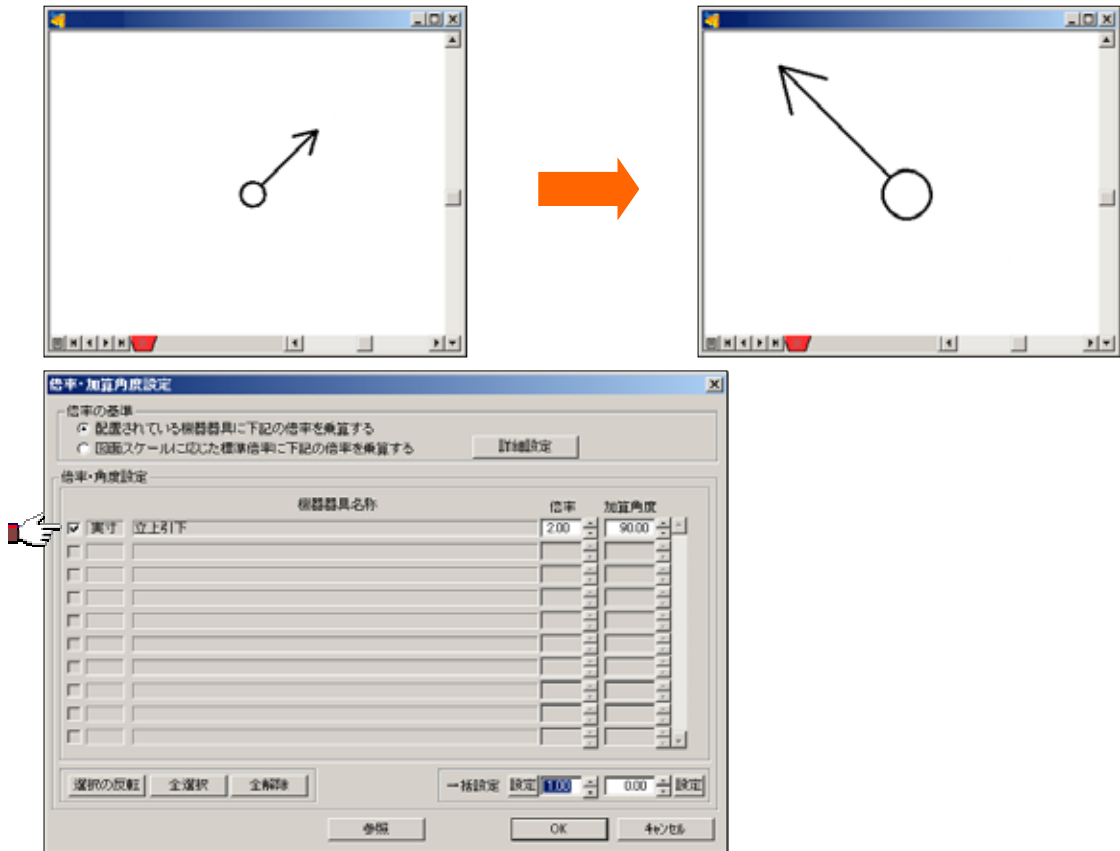 倍率・加算角度設定
倍率の基準
配置されている機器器具に下記の倍率を乗算する
図面スケールに応じた標準倍率に下記の倍率を乗算する
詳細設定
倍率・角度設定
機器器具名称 倍率 加算角度
実寸 立上引下 2.00 90.00
選択の反転 全選択 全解除 一括設定 設定 1.00 0.00 設定
参照 OK キャンセル